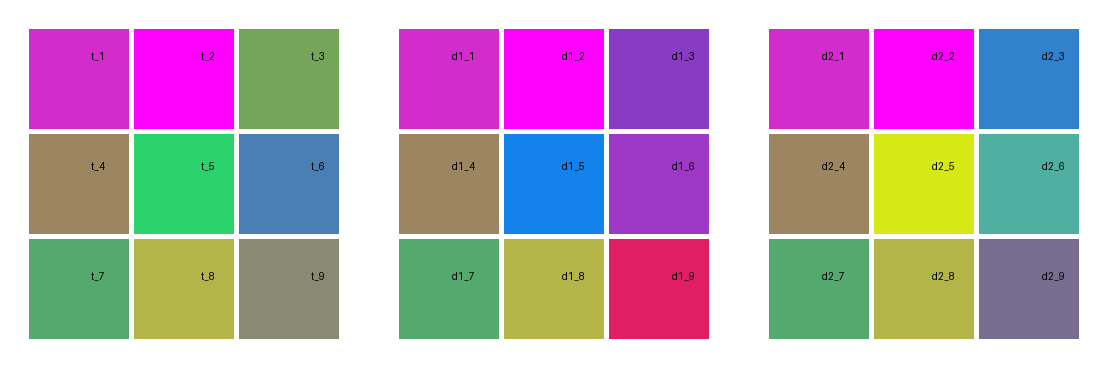 t_1 t_2 t_3 d1_1 d1_2 d1_3 d2_1 d2_2 d2_3
t_4 t_5 t_6 d1_4 d1_5 d1_6 d2_4 d2_5 d2_6
t_7 t_8 t_9 d1_7 d1_8 d1_9 d2_7 d2_8 d2_9